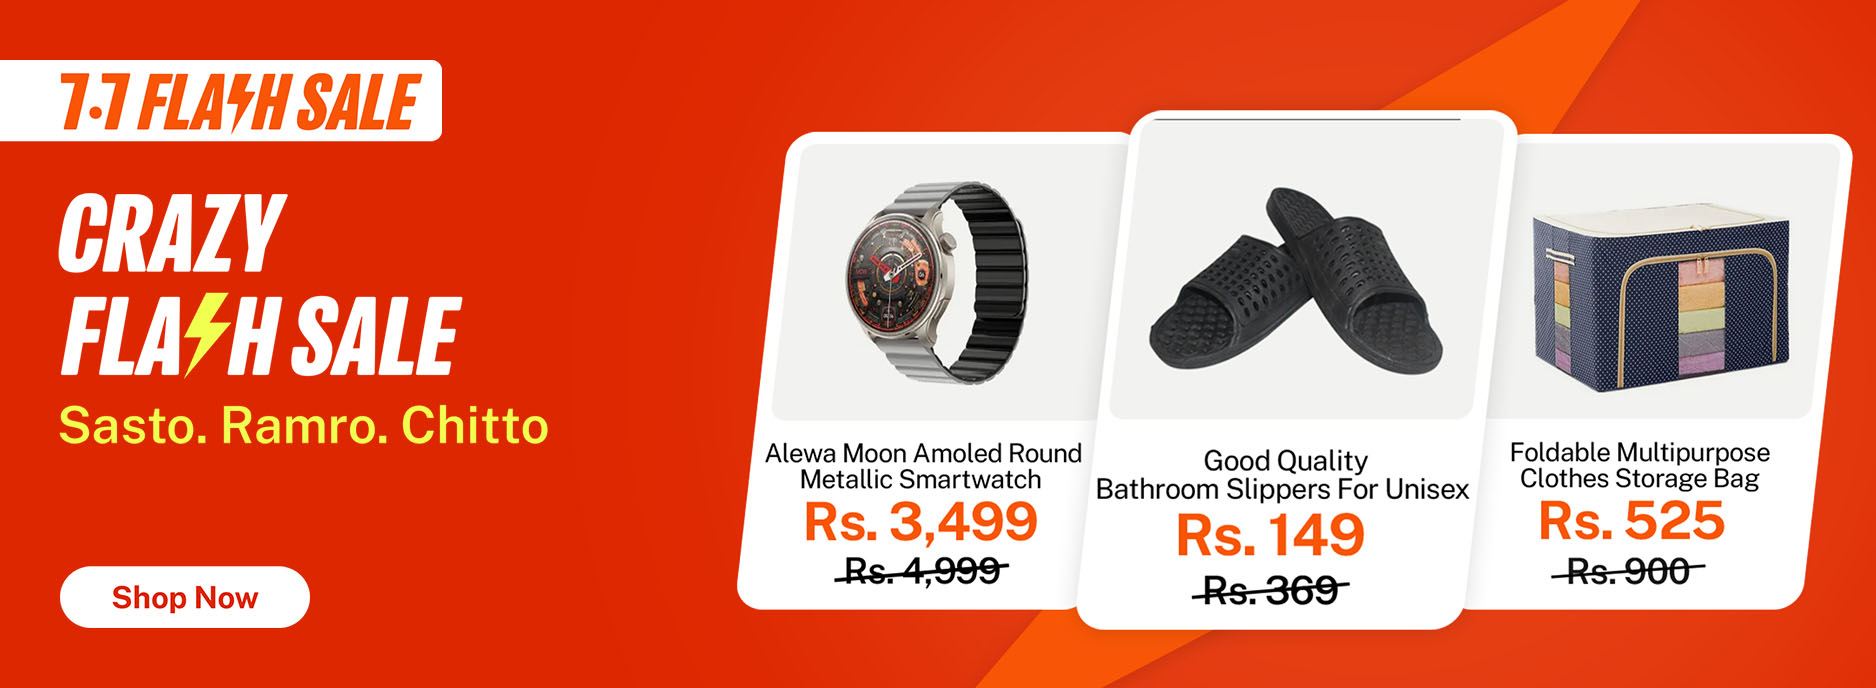 7.7 FLASH SALE
CRAZY
FLASH SALE
Sasto. Ramro. Chitto
Shop Now
Alewa Moon Amoled Round
Metallic Smartwatch
Rs. 3,499
Rs. 4,999
Good Quality
Bathroom Slippers For Unisex
Rs. 149
Rs. 369
Foldable Multipurpose
Clothes Storage Bag
Rs. 525
Rs. 900